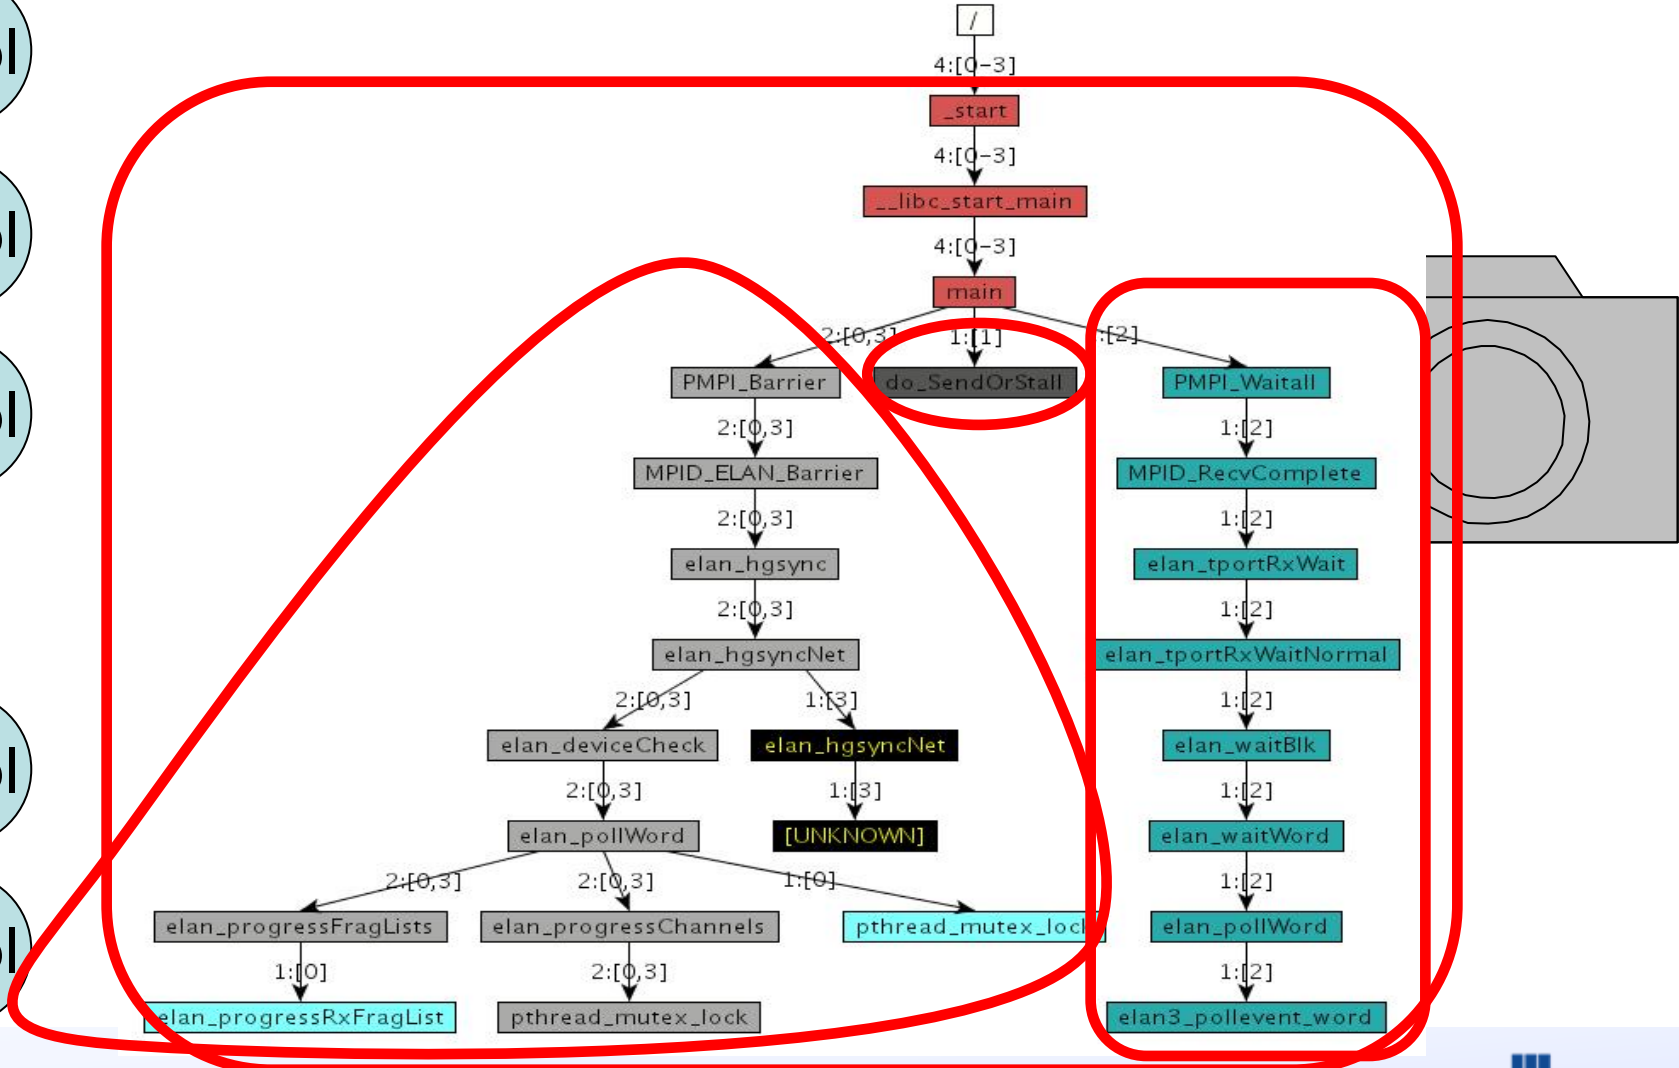 /
4:[0-3]
_start
4:[0-3]
__libc_start_main
4:[0-3]
main
2:[0,3] 1:[1] :[2]
PMPI_Barrier do_SendOrStall PMPI_Waitall
2:[0,3] 1:[2]
MPID_ELAN_Barrier MPID_RecvComplete
2:[0,3] 1:[2]
elan_hgsync elan_tportRxWait
2:[0,3] 1:[2]
elan_hgsyncNet elan_tportRxWaitNormal
2:[0,3] 1:[3] 1:[2]
elan_deviceCheck elan_hgsyncNet elan_waitBlk
2:[0,3] 1:[3] 1:[2]
elan_pollWord [UNKNOWN] elan_waitWord
2:[0,3] 2:[0,3] 1:[0] 1:[2]
elan_progressFragLists elan_progressChannels pthread_mutex_lock elan_pollWord
1:[0] 2:[0,3] 1:[2]
elan_progressRxFragList pthread_mutex_lock elan3_pollevent_word